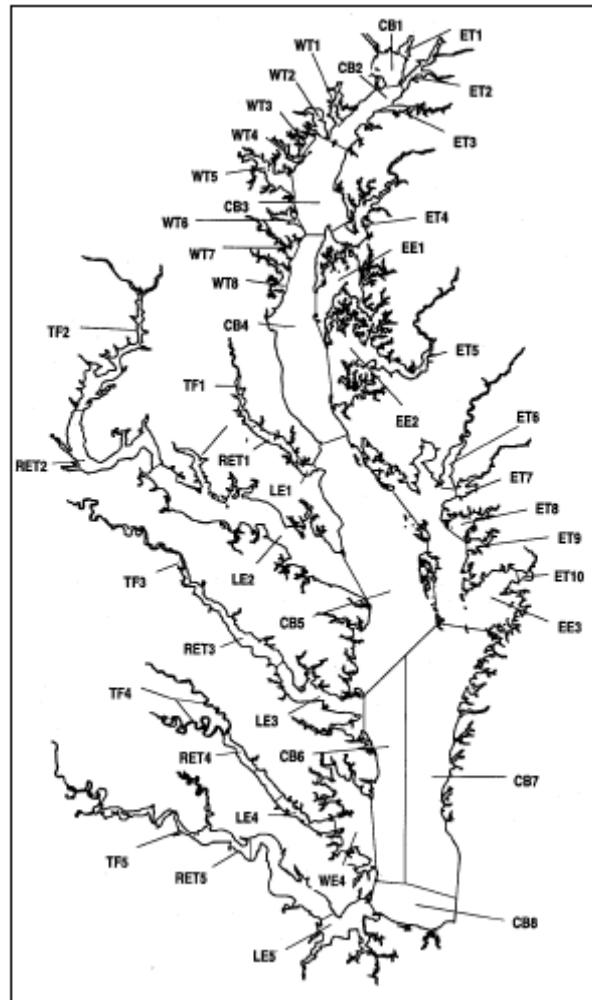 CB1
ET1
WT1
CB2
WT2
ET2
WT3
WT4
ET3
WT5
CB3
ET4
WT6
EE1
WT7
WT8
CB4
TF2
ET5
TF1
EE2
ET6
RET2
RET1
ET7
LE1
ET8
ET9
TF3
LE2
ET10
CB5
EE3
RET3
TF4
LE3
CB6
RET4
CB7
LE4
TF5
RET5
WE4
CB8
LE5